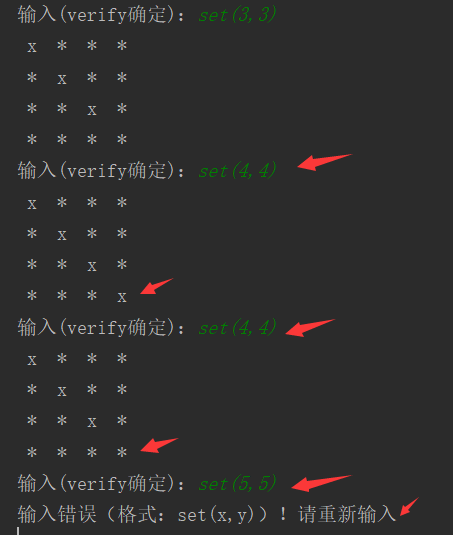 输入(verify确定): set(3,3)
x * * *
* x * *
* * x *
* * * *
输入(verify确定): set(4,4)
x * * *
* x * *
* * x *
* * * x
输入(verify确定): set(4,4)
x * * *
* x * *
* * x *
* * * *
输入(verify确定): set(5,5)
输入错误（格式：set(x,y)）！请重新输入